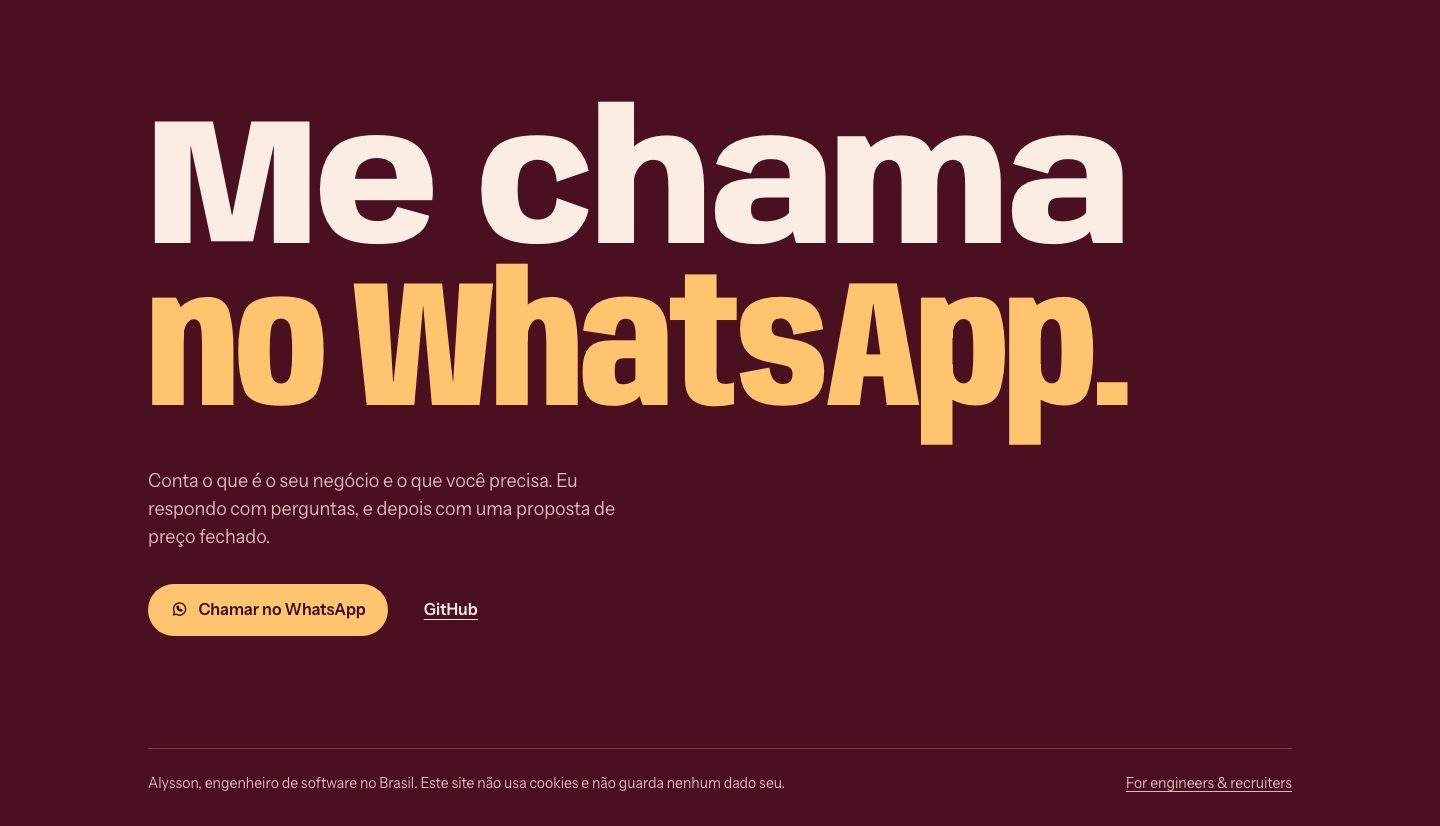 Me chama
no WhatsApp.
Conta o que é o seu negócio e o que você precisa. Eu
respondo com perguntas, e depois com uma proposta de
preço fechado.
Chamar no WhatsApp
GitHub
Alysson, engenheiro de software no Brasil. Este site não usa cookies e não guarda nenhum dado seu.
For engineers & recruiters